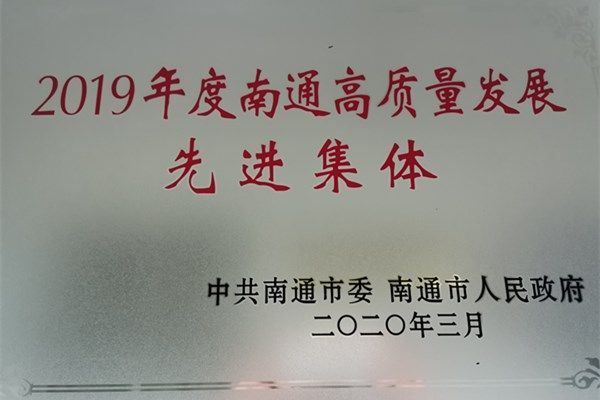 2019年度南通高质量发展
先进集体
中共南通市委 南通市人民政府
二〇二〇年三月